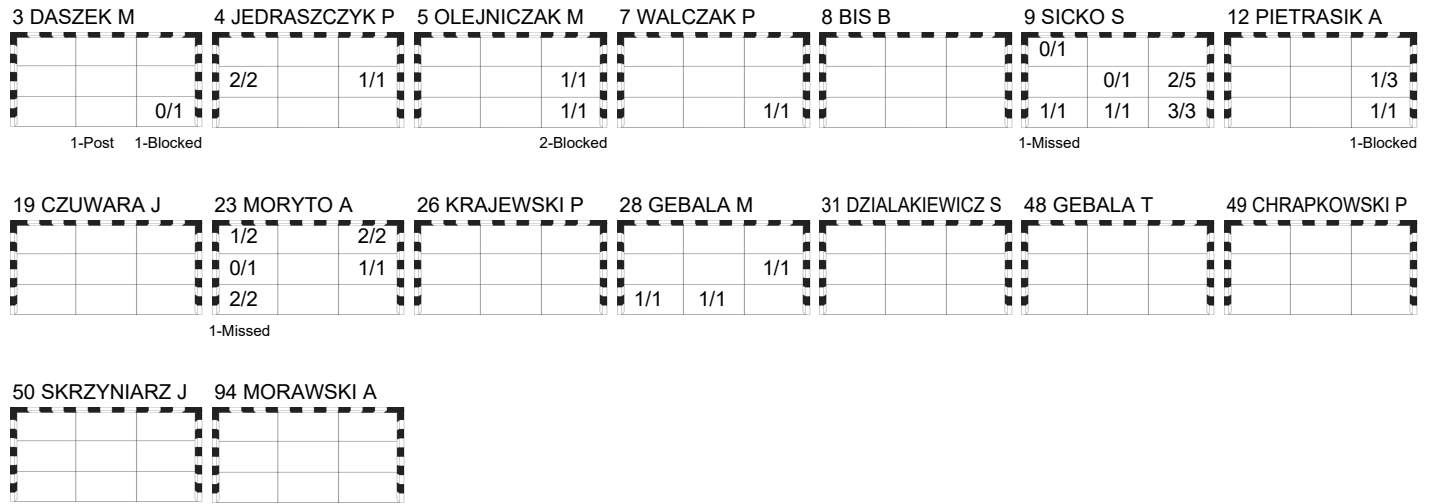 3 DASZEK M 4 JEDRASZCZYK P 5 OLEJNICZAK M 7 WALCZAK P 8 BIS B 9 SICKO S 12 PIETRASIK A
0/1
2/2 1/1 1/1 0/1 2/5 1/3
0/1 1/1 1/1 1/1 1/1 3/3 1/1
1-Post 1-Blocked 2-Blocked 1-Missed 1-Blocked
19 CZUWARA J 23 MORYTO A 26 KRAJEWSKI P 28 GEBALA M 31 DZIALAKIEWICZ S 48 GEBALA T 49 CHRAPKOWSKI P
1/2 2/2
0/1 1/1 1/1
2/2 1/1 1/1
1-Missed
50 SKRZYNIARZ J 94 MORAWSKI A